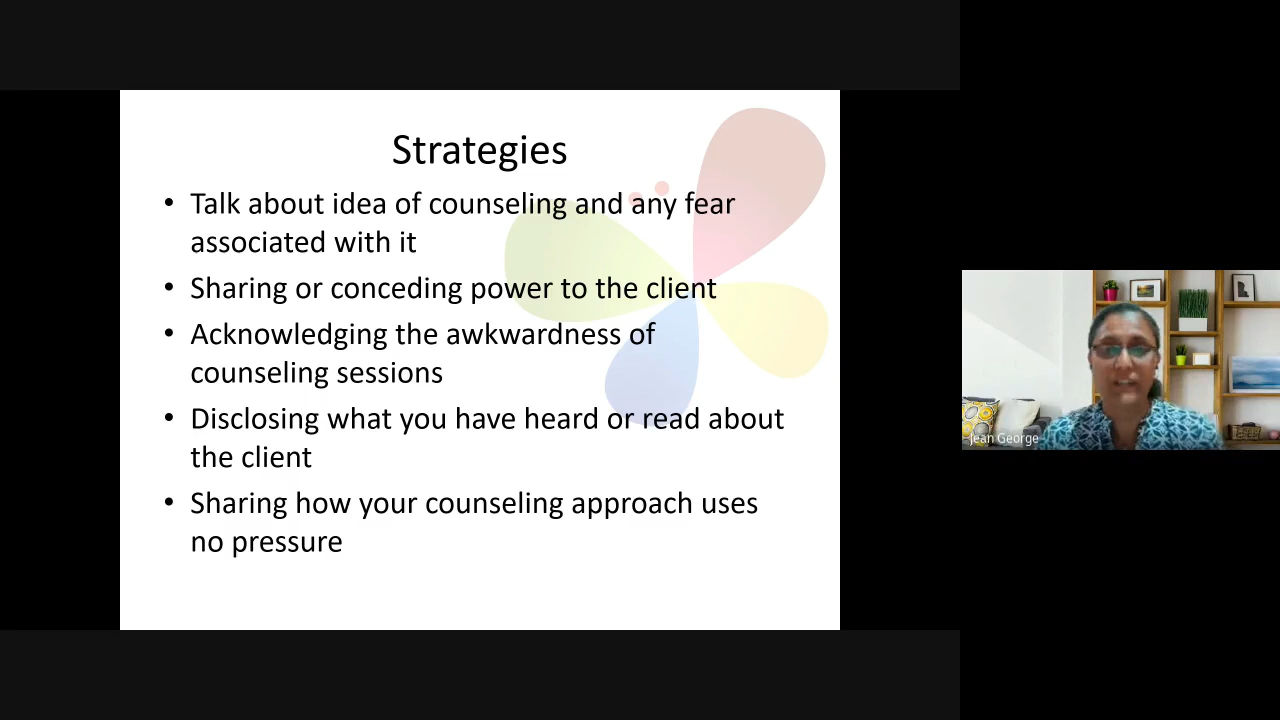 Strategies
• Talk about idea of counseling and any fear
associated with it
• Sharing or conceding power to the client
• Acknowledging the awkwardness of
counseling sessions
• Disclosing what you have heard or read about
the client
• Sharing how your counseling approach uses
no pressure
Jean George